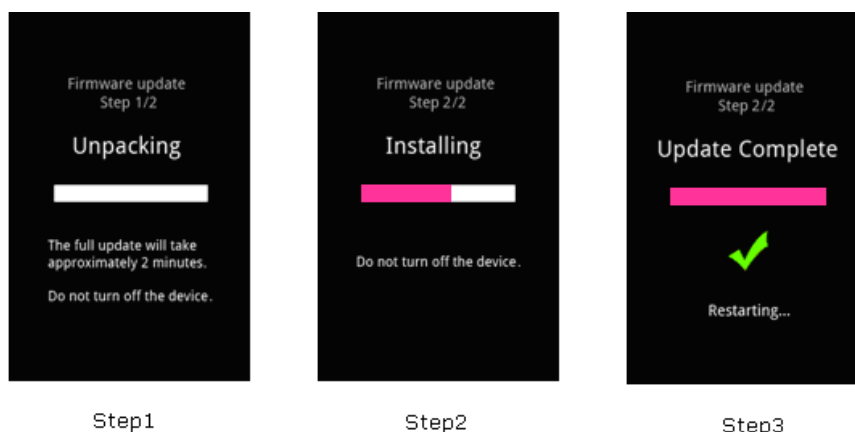 Firmware update
Step 1/2
Unpacking
The full update will take
approximately 2 minutes.
Do not turn off the device.
Step1
Firmware update
Step 2/2
Installing
Do not turn off the device.
Step2
Firmware update
Step 2/2
Update Complete
Restarting...
Step3